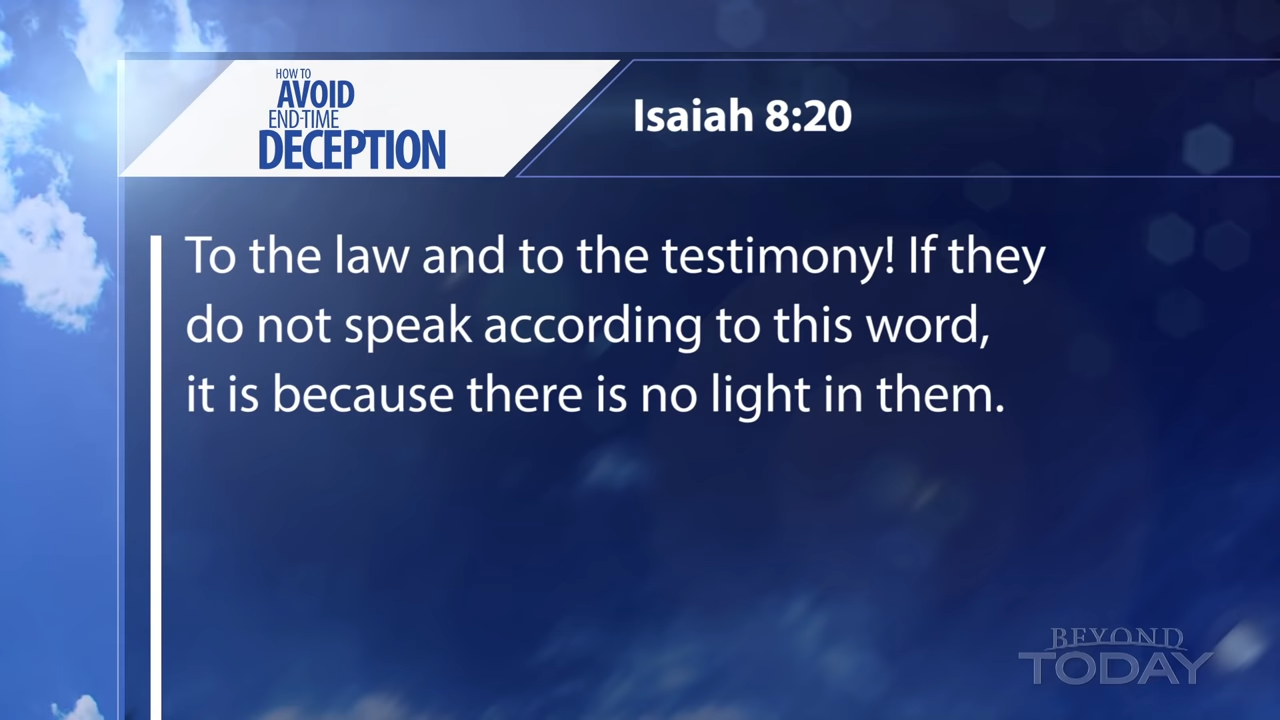 HOW TO
AVOID
END-TIME
DECEPTION
Isaiah 8:20
To the law and to the testimony! If they
do not speak according to this word,
it is because there is no light in them.
BEYOND
TODAY